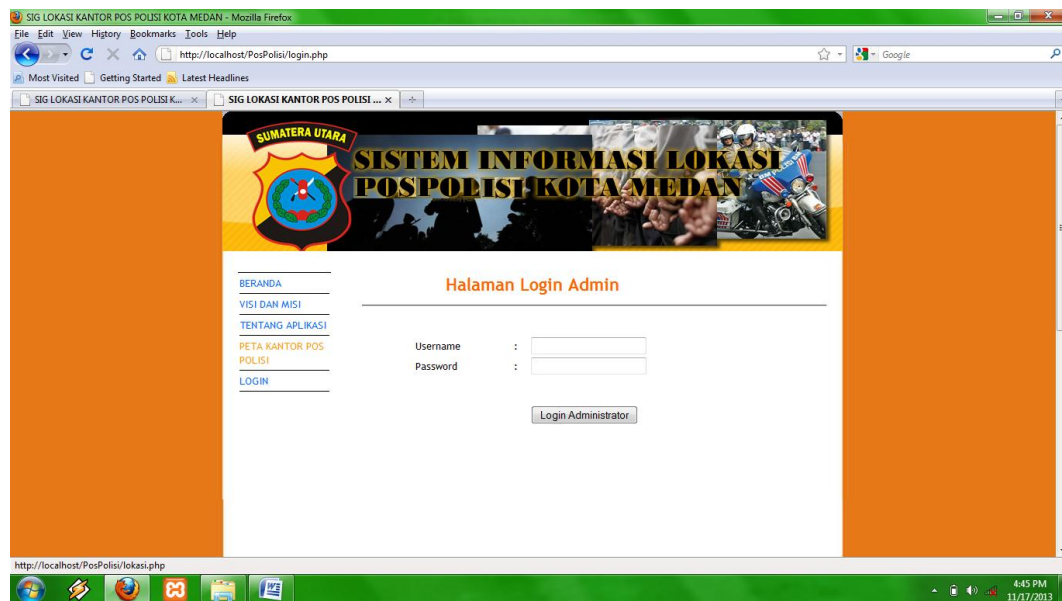 SIG LOKASI KANTOR POS POLISI KOTA MEDAN - Mozilla Firefox
File Edit View History Bookmarks Tools Help
http://localhost/PosPolisi/login.php
Google
Most Visited Getting Started Latest Headlines
SIG LOKASI KANTOR POS POLISI K...
SIG LOKASI KANTOR POS POLISI ...
SUMATERA UTARA
SISTEM INFORMASI LOKASI
POSPOLISI KOTA MEDAN
BERANDA
VISI DAN MISI
TENTANG APLIKASI
PETA KANTOR POS
POLISI
LOGIN
Halaman Login Admin
Username :
Password :
Login Administrator
http://localhost/PosPolisi/lokasi.php
4:45 PM
11/17/2013